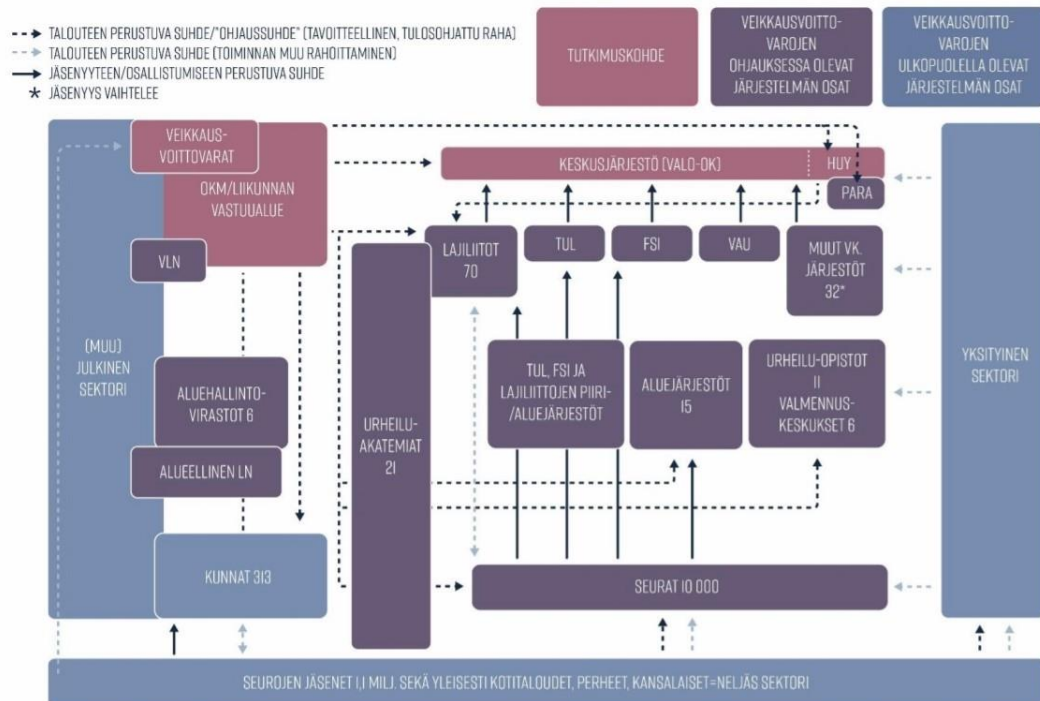 TALOUTEEN PERUSTUVA SUHDE/"OHJAUSSUHDE" (TAVOITTEELLINEN, TULOSOHJATTU RAHA)
TALOUTEEN PERUSTUVA SUHDE (TOIMINNAN MUU RAHOITTAMINEN)
JÄSENYYTEEN/OSALLISTUMISEEN PERUSTUVA SUHDE
* JÄSENYYS VAIHTELEE
TUTKIMUSKOHDE
VEIKKAUSVOITTO-
VAROJEN
OHJAUKSESSA OLEVAT
JÄRJESTELMÄN OSAT
VEIKKAUSVOITTO-
VAROJEN
ULKOPUOLELLA OLEVAT
JÄRJESTELMÄN OSAT
VEIKKAUS-
VOITTOVARAT
OKM/LIIKUNNAN
VASTUUALUE
VLN
(MUU)
JULKINEN
SEKTORI
ALUEHALLINTO-
VIRASTOT 6
ALUEELLINEN LN
KUNNAT 313
KESKUSJÄRJESTÖ (VALO-OK)
HUY
PARA
LAJILIITOT
70
TUL
FSI
VAU
MUUT VK.
JÄRJESTÖT
32*
URHEILU-
AKATEMIAT
21
TUL, FSI JA
LAJILIITTOJEN PIIRI-
/ALUEJÄRJESTÖT
ALUEJÄRJESTÖT
15
URHEILU-OPISTOT
11
VALMENNUS-
KESKUKSET 6
SEURAT 10 000
YKSITYINEN
SEKTORI
SEUROJEN JÄSENET 1,1 MILJ. SEKÄ YLEISESTI KOTITALOUDET, PERHEET, KANSALAISET=NELJÄS SEKTORI